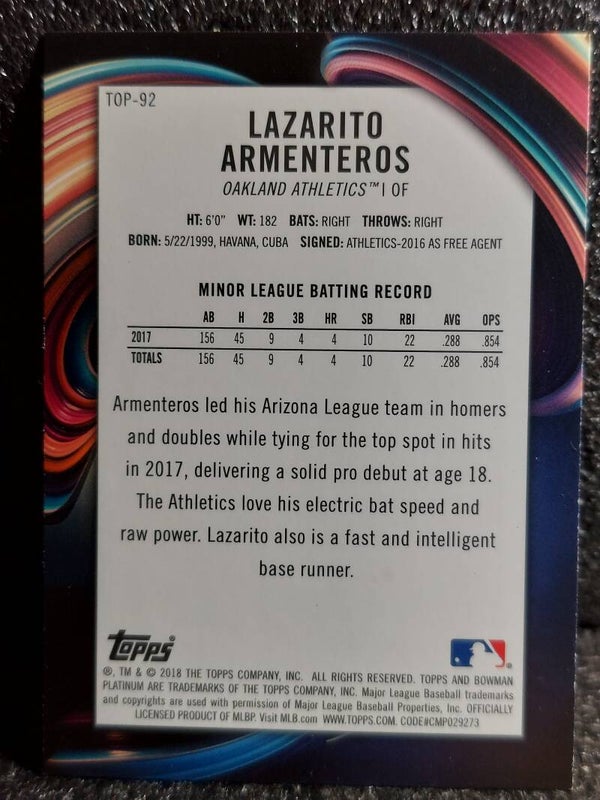 TOP-92
LAZARITO
ARMENTEROS
OAKLAND ATHLETICS™ | OF
HT: 6'0" WT: 182 BATS: RIGHT THROWS: RIGHT
BORN: 5/22/1999, HAVANA, CUBA SIGNED: ATHLETICS-2016 AS FREE AGENT
MINOR LEAGUE BATTING RECORD
AB H 2B 3B HR SB RBI AVG OPS
2017 156 45 9 4 4 10 22 .288 .854
TOTALS 156 45 9 4 4 10 22 .288 .854
Armenteros led his Arizona League team in homers
and doubles while tying for the top spot in hits
in 2017, delivering a solid pro debut at age 18.
The Athletics love his electric bat speed and
raw power. Lazarito also is a fast and intelligent
base runner.
Topps®
®, TM & © 2018 THE TOPPS COMPANY, INC. ALL RIGHTS RESERVED. TOPPS AND BOWMAN
PLATINUM ARE TRADEMARKS OF THE TOPPS COMPANY, INC. Major League Baseball trademarks
and copyrights are used with permission of Major League Baseball Properties, Inc. OFFICIALLY
LICENSED PRODUCT OF MLBP. Visit MLB.com WWW.TOPPS.COM. CODE#CMP029273